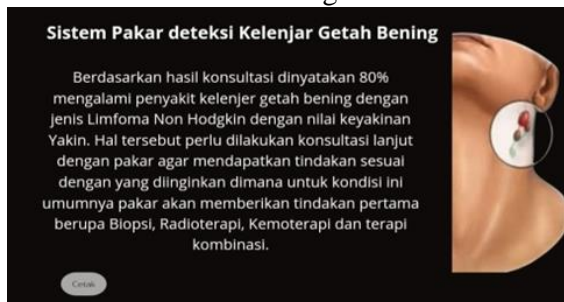 Sistem Pakar deteksi Kelenjar Getah Bening
Berdasarkan hasil konsultasi dinyatakan 80%
mengalami penyakit kelenjer getah bening dengan
jenis Limfoma Non Hodgkin dengan nilai keyakinan
Yakin. Hal tersebut perlu dilakukan konsultasi lanjut
dengan pakar agar mendapatkan tindakan sesuai
dengan yang diinginkan dimana untuk kondisi ini
umumnya pakar akan memberikan tindakan pertama
berupa Biopsi, Radioterapi, Kemoterapi dan terapi
kombinasi.
Cetak